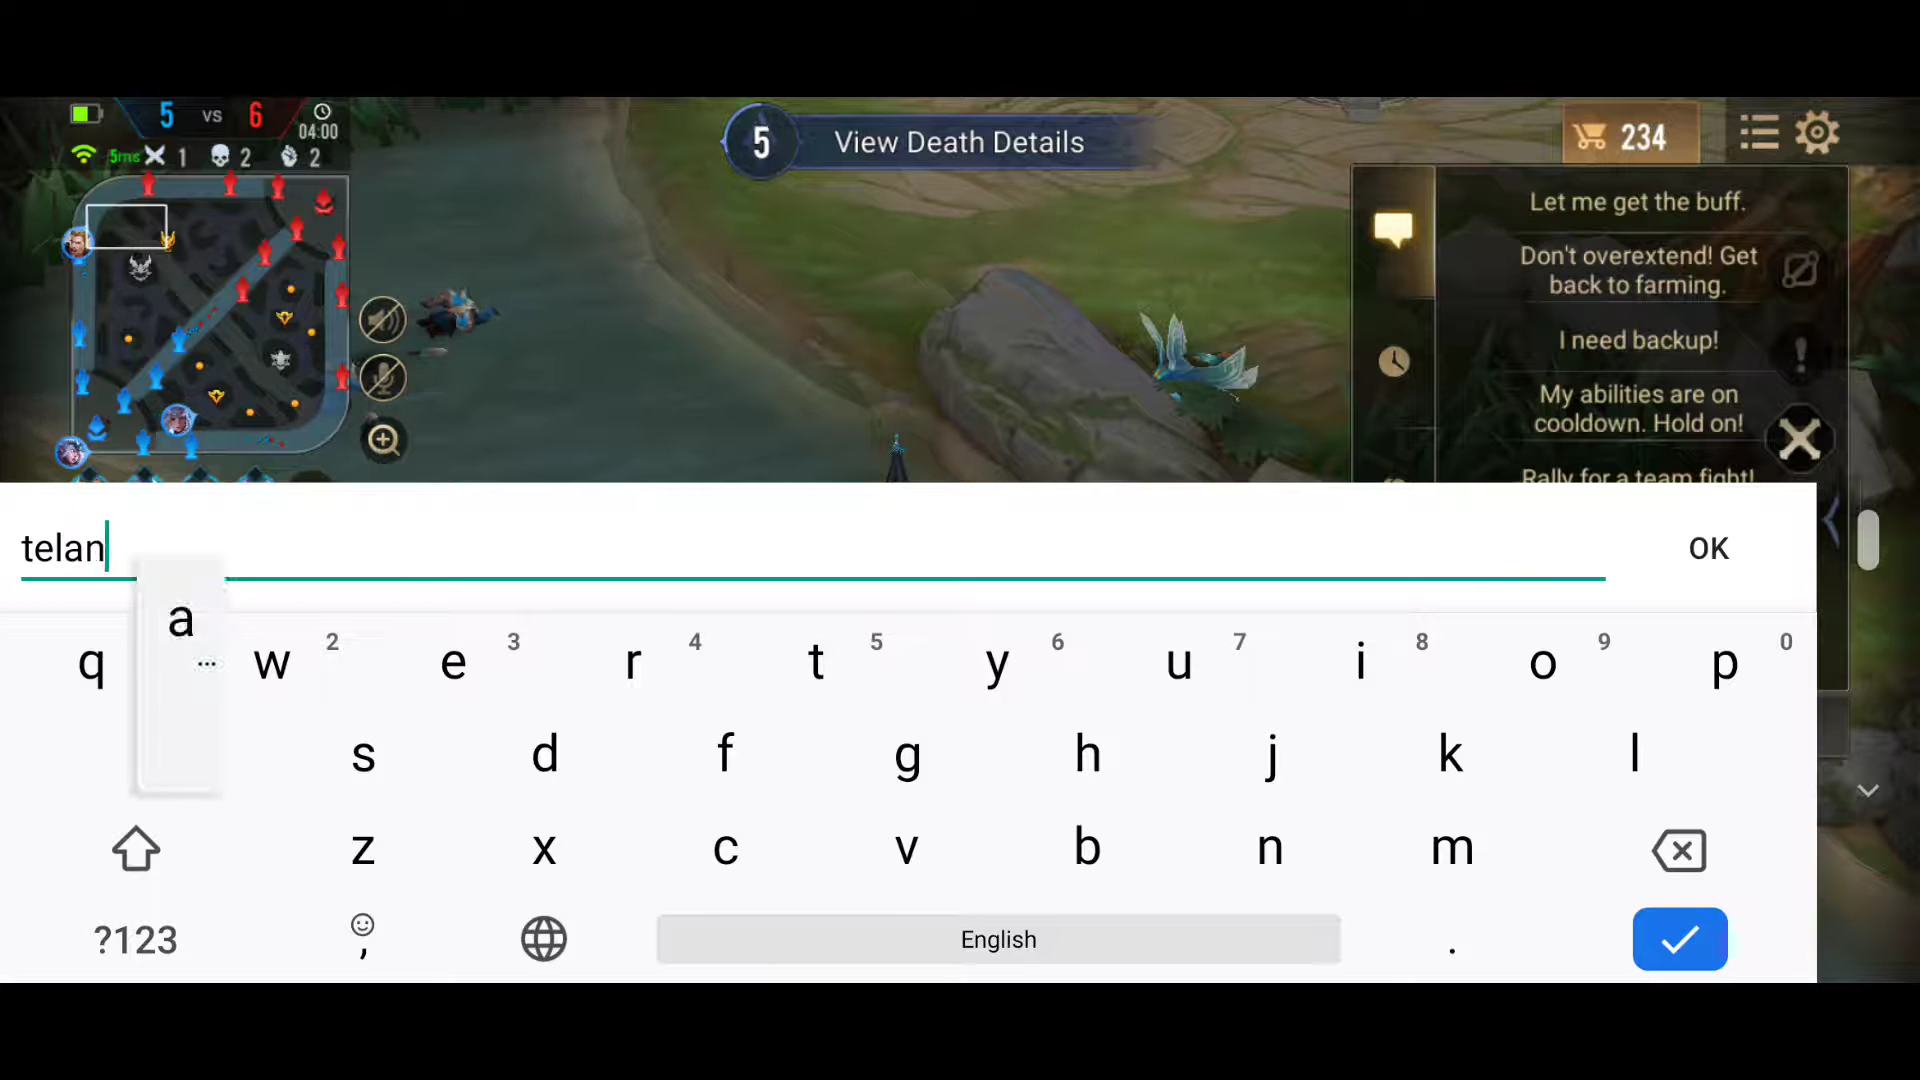 5 vs 6
04:00
5ms 1 2 2
5 View Death Details
234
Let me get the buff.
Don't overextend! Get
back to farming.
I need backup!
My abilities are on
cooldown. Hold on!
Rally for a team fight!
telan
OK
a
...
q w 2 e 3 r 4 t 5 y 6 u 7 i 8 o 9 p 0
s d f g h j k l
z x c v b n m
?123 , English .